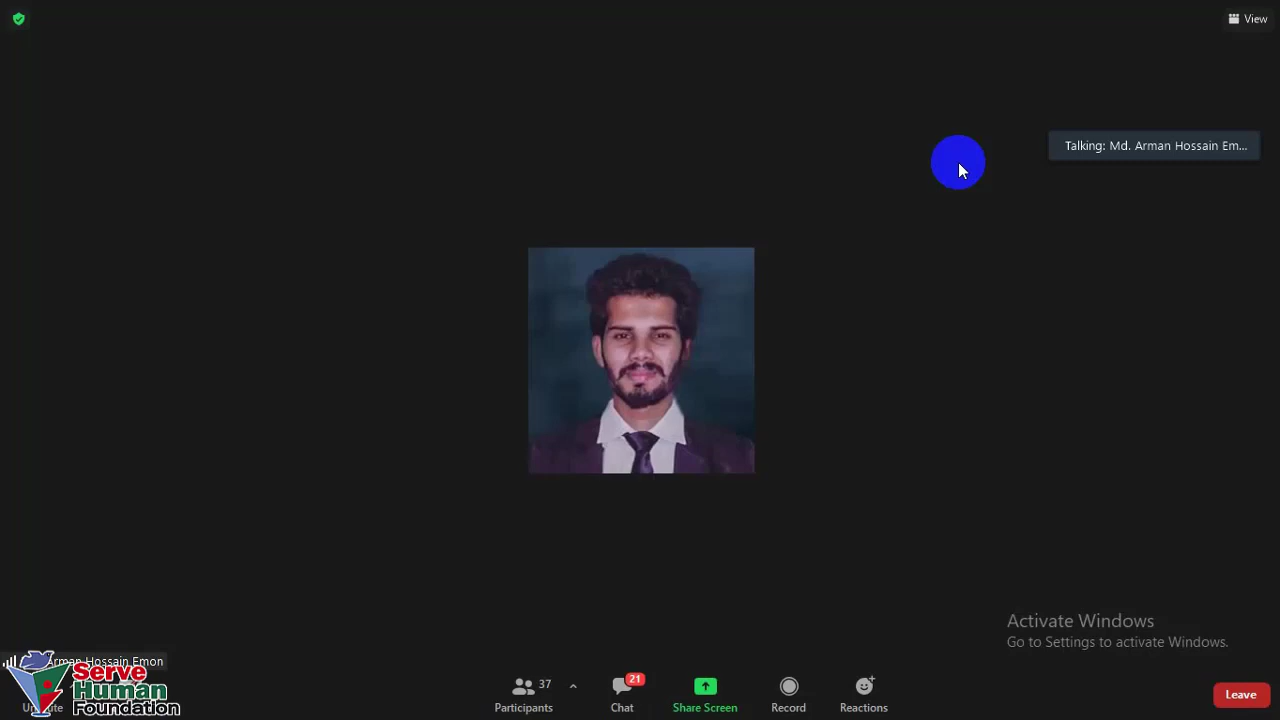 View
Talking: Md. Arman Hossain Em...
Activate Windows
Go to Settings to activate Windows.
Arman Hossain Emon
Serve
Human
Foundation
37
21
Participants
Chat
Share Screen
Record
Reactions
Leave